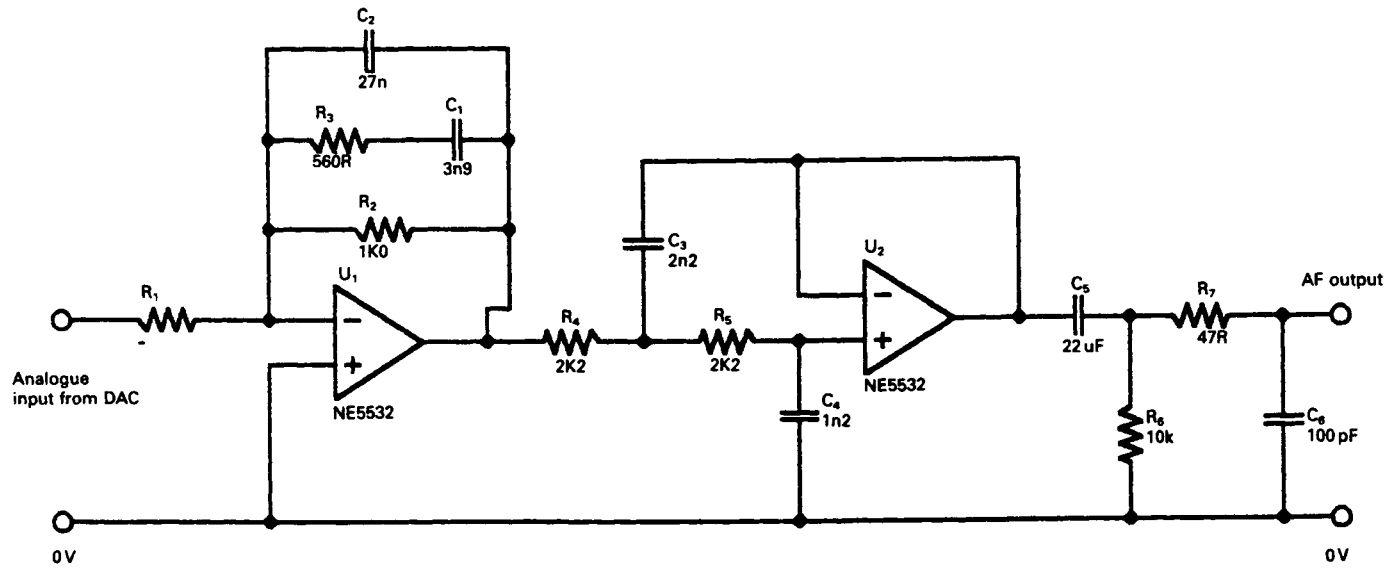 C₂
27n
R₃
560R
C₁
3n9
R₂
1K0
U₁
R₁
-
−
+
NE5532
Analogue
input from DAC
R₄
2K2
C₃
2n2
R₅
2K2
C₄
1n2
U₂
−
+
NE5532
C₅
22 uF
R₆
10k
R₇
47R
AF output
C₆
100 pF
0V
0V